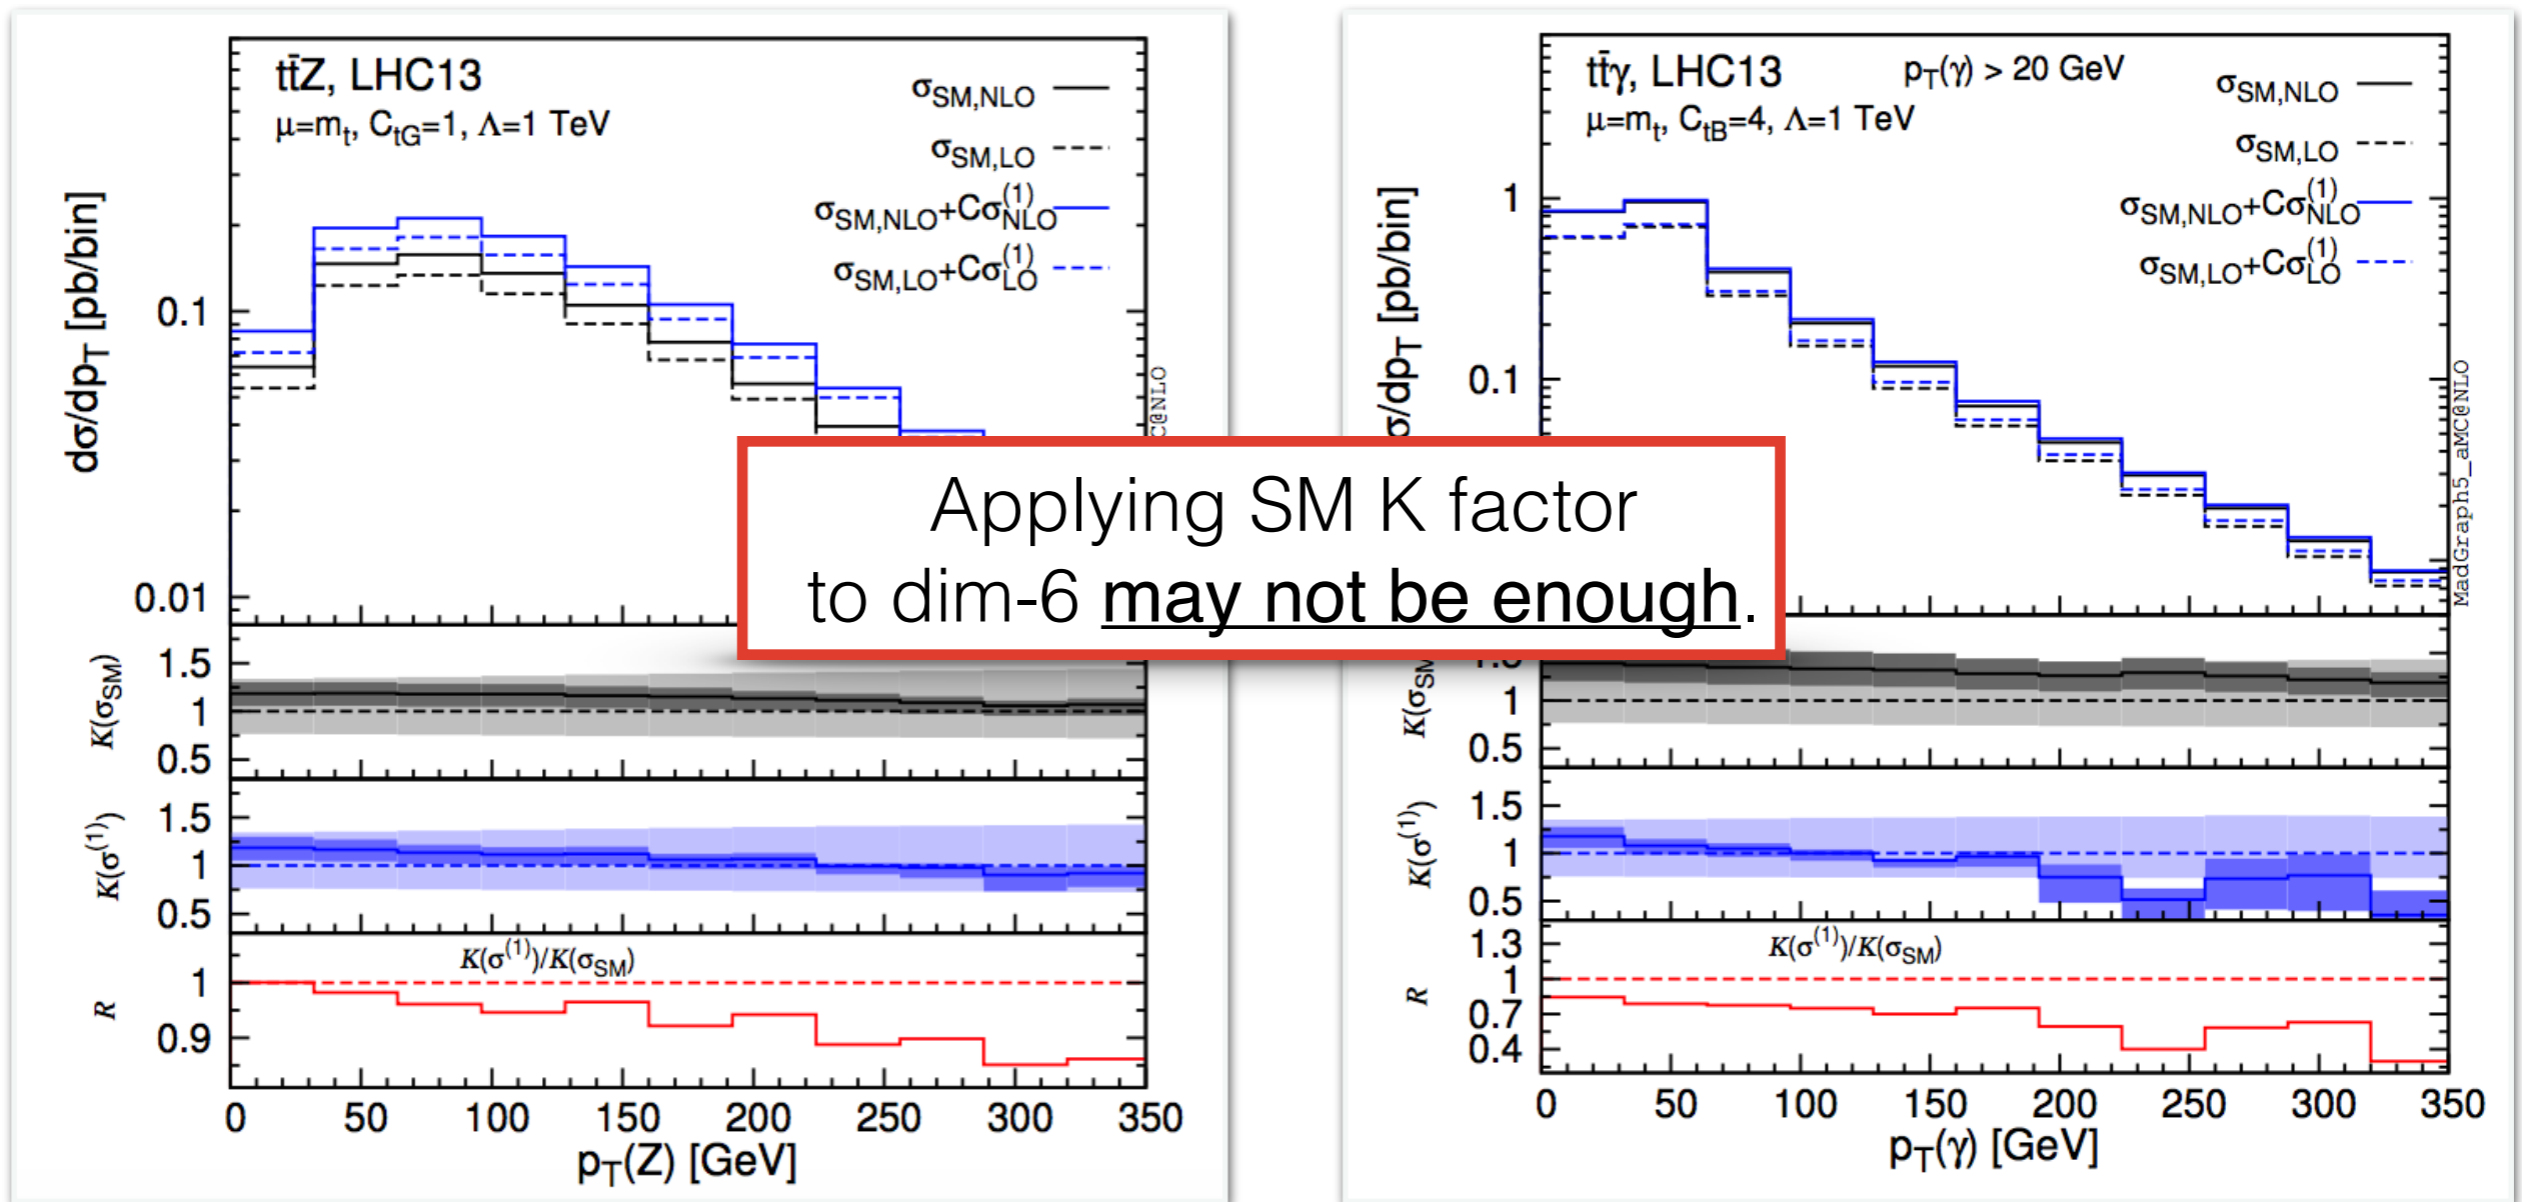 tt̄Z, LHC13
μ=mt, CtG=1, Λ=1 TeV
σSM,NLO
σSM,LO
σSM,NLO+Cσ(1)NLO
σSM,LO+Cσ(1)LO
dσ/dpT [pb/bin]
0.1
0.01
C@NLO
K(σSM)
1.5
1
0.5
K(σ(1))
1.5
1
0.5
K(σ(1))/K(σSM)
R
1
0.9
0 50 100 150 200 250 300 350
pT(Z) [GeV]
Applying SM K factor
to dim-6 may not be enough.
tt̄γ, LHC13 pT(γ) > 20 GeV
μ=mt, CtB=4, Λ=1 TeV
σSM,NLO
σSM,LO
σSM,NLO+Cσ(1)NLO
σSM,LO+Cσ(1)LO
σ/dpT [pb/bin]
1
0.1
MadGraph5_aMC@NLO
K(σSM
1
0.5
K(σ(1))
1.5
1
0.5
K(σ(1))/K(σSM)
R
1.3
1
0.7
0.4
0 50 100 150 200 250 300 350
pT(γ) [GeV]